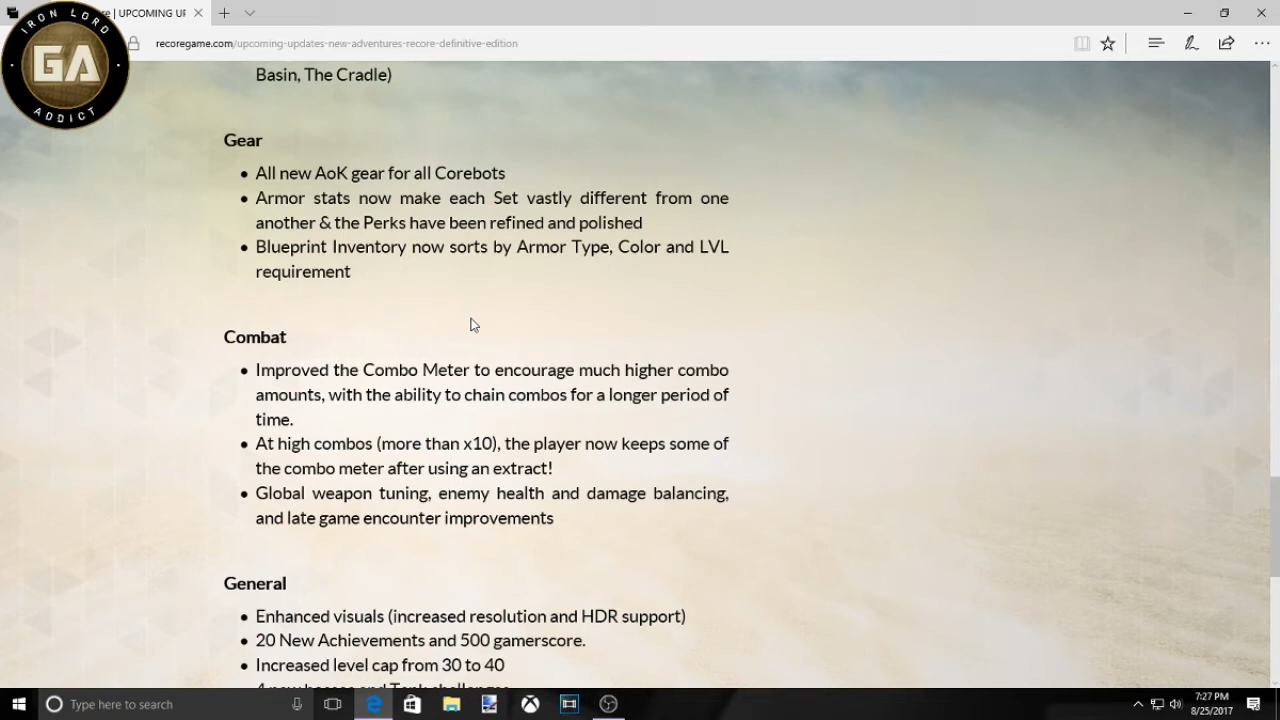 IRON LORD
GA
ADDICT
| UPCOMING UP
recoregame.com/upcoming-updates-new-adventures-recore-definitive-edition
Basin, The Cradle)
Gear
• All new AoK gear for all Corebots
• Armor stats now make each Set vastly different from one
another & the Perks have been refined and polished
• Blueprint Inventory now sorts by Armor Type, Color and LVL
requirement
Combat
• Improved the Combo Meter to encourage much higher combo
amounts, with the ability to chain combos for a longer period of
time.
• At high combos (more than x10), the player now keeps some of
the combo meter after using an extract!
• Global weapon tuning, enemy health and damage balancing,
and late game encounter improvements
General
• Enhanced visuals (increased resolution and HDR support)
• 20 New Achievements and 500 gamerscore.
• Increased level cap from 30 to 40
4 new bosses and Tank challenges
Type here to search
7:27 PM
8/25/2017